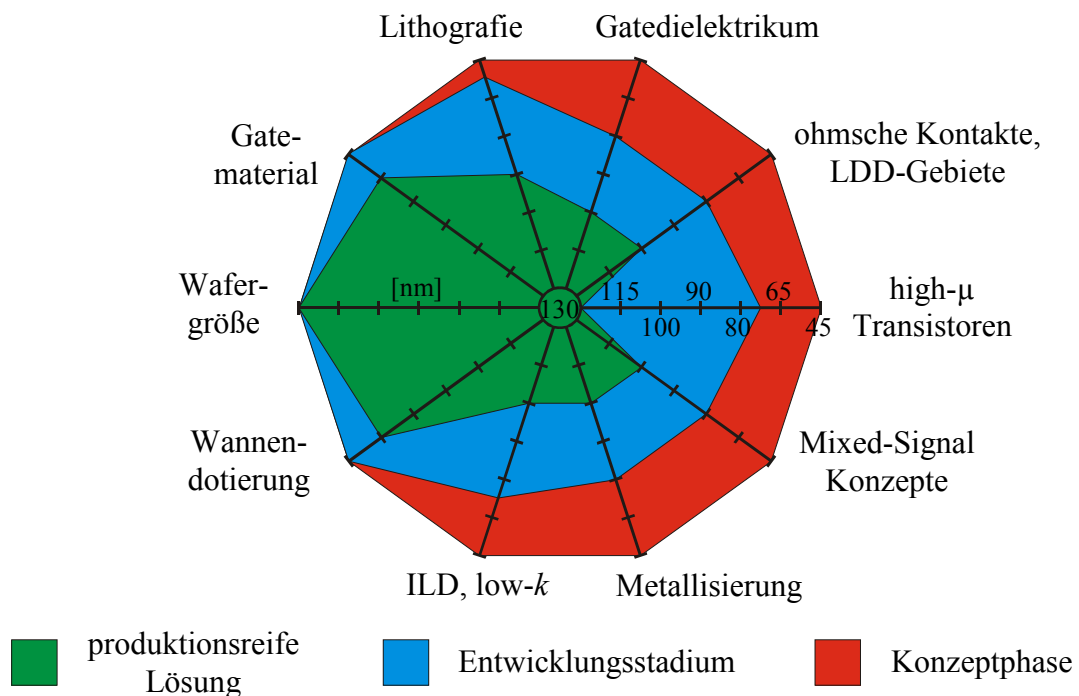 Lithografie
Gatedielektrikum
Gate-
material
ohmsche Kontakte,
LDD-Gebiete
Wafer-
größe
[nm]
130
115
90
65
100
80
45
high-µ
Transistoren
Wannen-
dotierung
Mixed-Signal
Konzepte
ILD, low-k
Metallisierung
produktionsreife
Lösung
Entwicklungsstadium
Konzeptphase